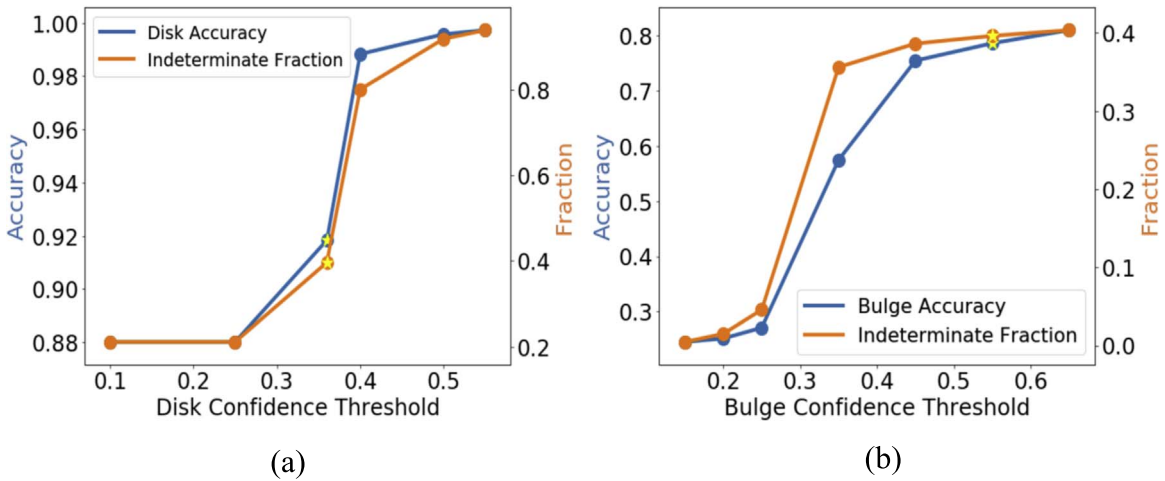 1.00
0.98
0.96
0.94
0.92
0.90
0.88
Accuracy
Disk Accuracy
Indeterminate Fraction
0.8
0.6
0.4
0.2
Fraction
0.1 0.2 0.3 0.4 0.5
Disk Confidence Threshold
(a)
0.8
0.7
0.6
0.5
0.4
0.3
Accuracy
Bulge Accuracy
Indeterminate Fraction
0.4
0.3
0.2
0.1
0.0
Fraction
0.2 0.3 0.4 0.5 0.6
Bulge Confidence Threshold
(b)